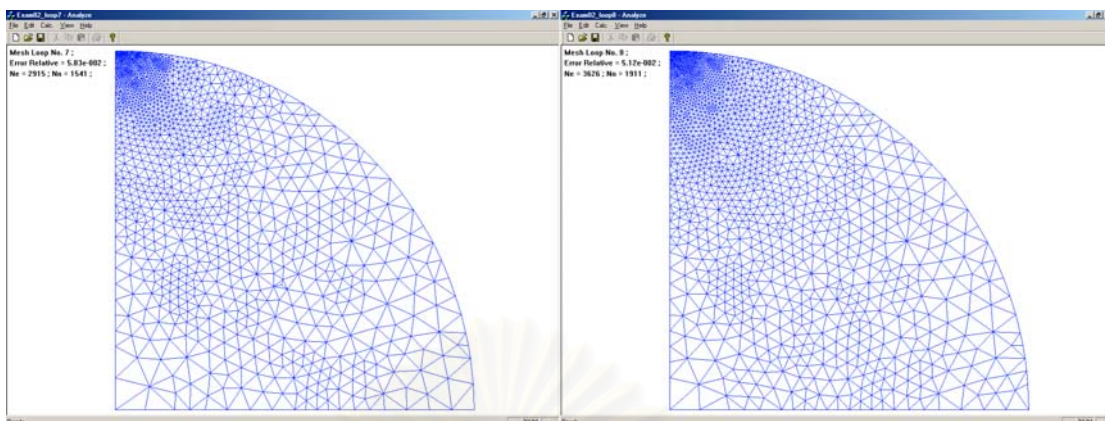 Exam02_loop7 - Analyze
File Edit Calc. View Help
Mesh Loop No. 7 ;
Error Relative = 5.83e-002 ;
Ne = 2915 ; Nn = 1541 ;
Exam02_loop8 - Analyze
File Edit Calc. View Help
Mesh Loop No. 8 ;
Error Relative = 5.12e-002 ;
Ne = 3626 ; Nn = 1911 ;